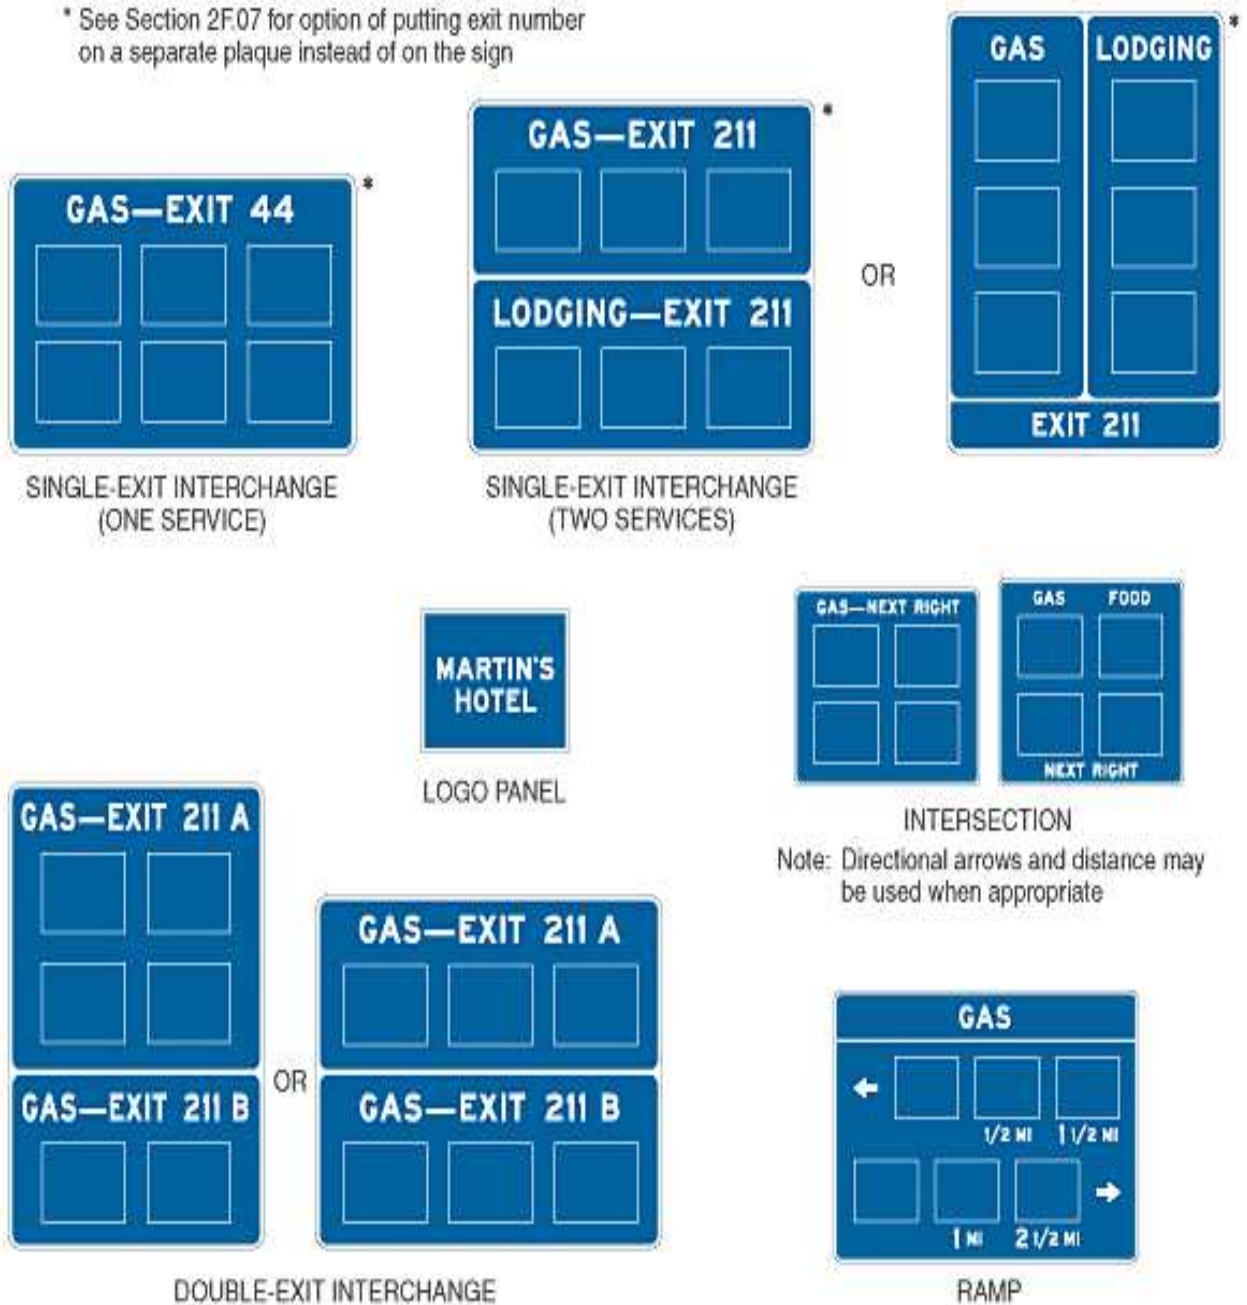 * See Section 2F.07 for option of putting exit number
on a separate plaque instead of on the sign
GAS—EXIT 44
*
SINGLE-EXIT INTERCHANGE
(ONE SERVICE)
GAS—EXIT 211
*
LODGING—EXIT 211
SINGLE-EXIT INTERCHANGE
(TWO SERVICES)
OR
GAS LODGING
*
EXIT 211
MARTIN'S
HOTEL
LOGO PANEL
GAS—NEXT RIGHT
GAS FOOD
NEXT RIGHT
INTERSECTION
Note: Directional arrows and distance may
be used when appropriate
GAS—EXIT 211 A
GAS—EXIT 211 B
OR
GAS—EXIT 211 A
GAS—EXIT 211 B
DOUBLE-EXIT INTERCHANGE
GAS
1/2 MI 1 1/2 MI
1 MI 2 1/2 MI
RAMP